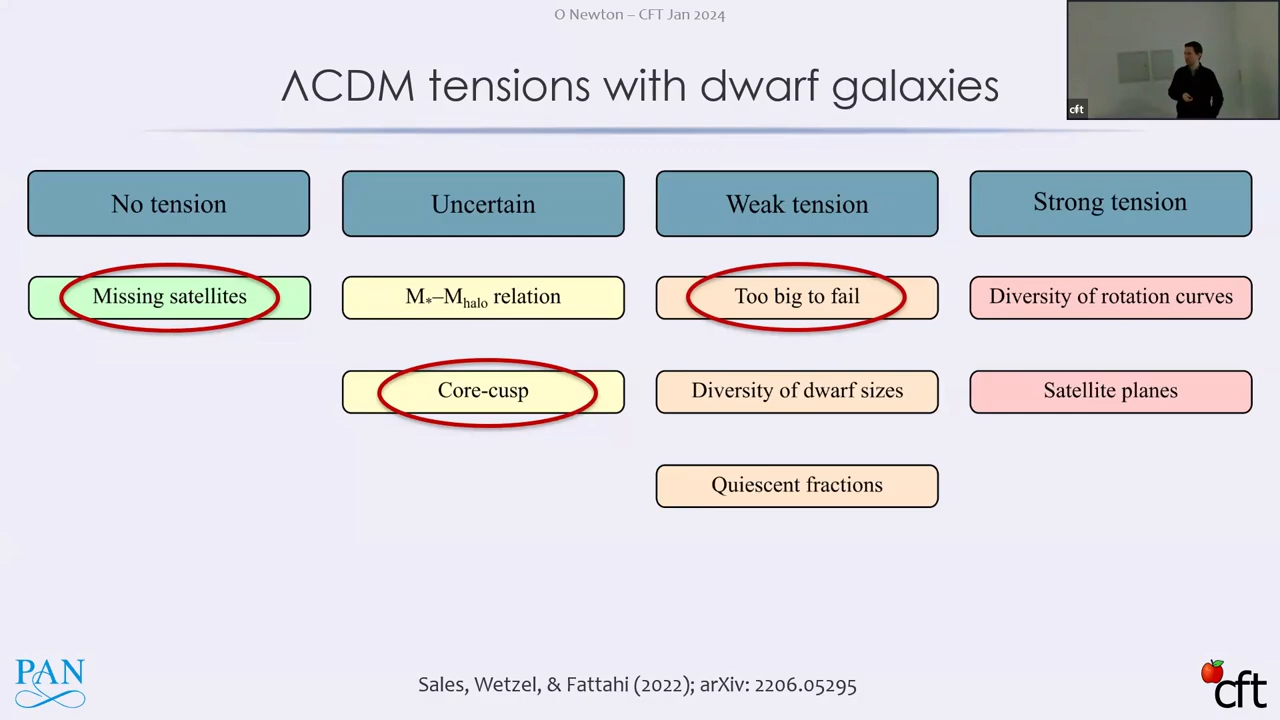 O Newton – CFT Jan 2024
ΛCDM tensions with dwarf galaxies
cft
No tension
Uncertain
Weak tension
Strong tension
Missing satellites
M*–Mhalo relation
Too big to fail
Diversity of rotation curves
Core-cusp
Diversity of dwarf sizes
Satellite planes
Quiescent fractions
PAN
Sales, Wetzel, & Fattahi (2022); arXiv: 2206.05295
cft